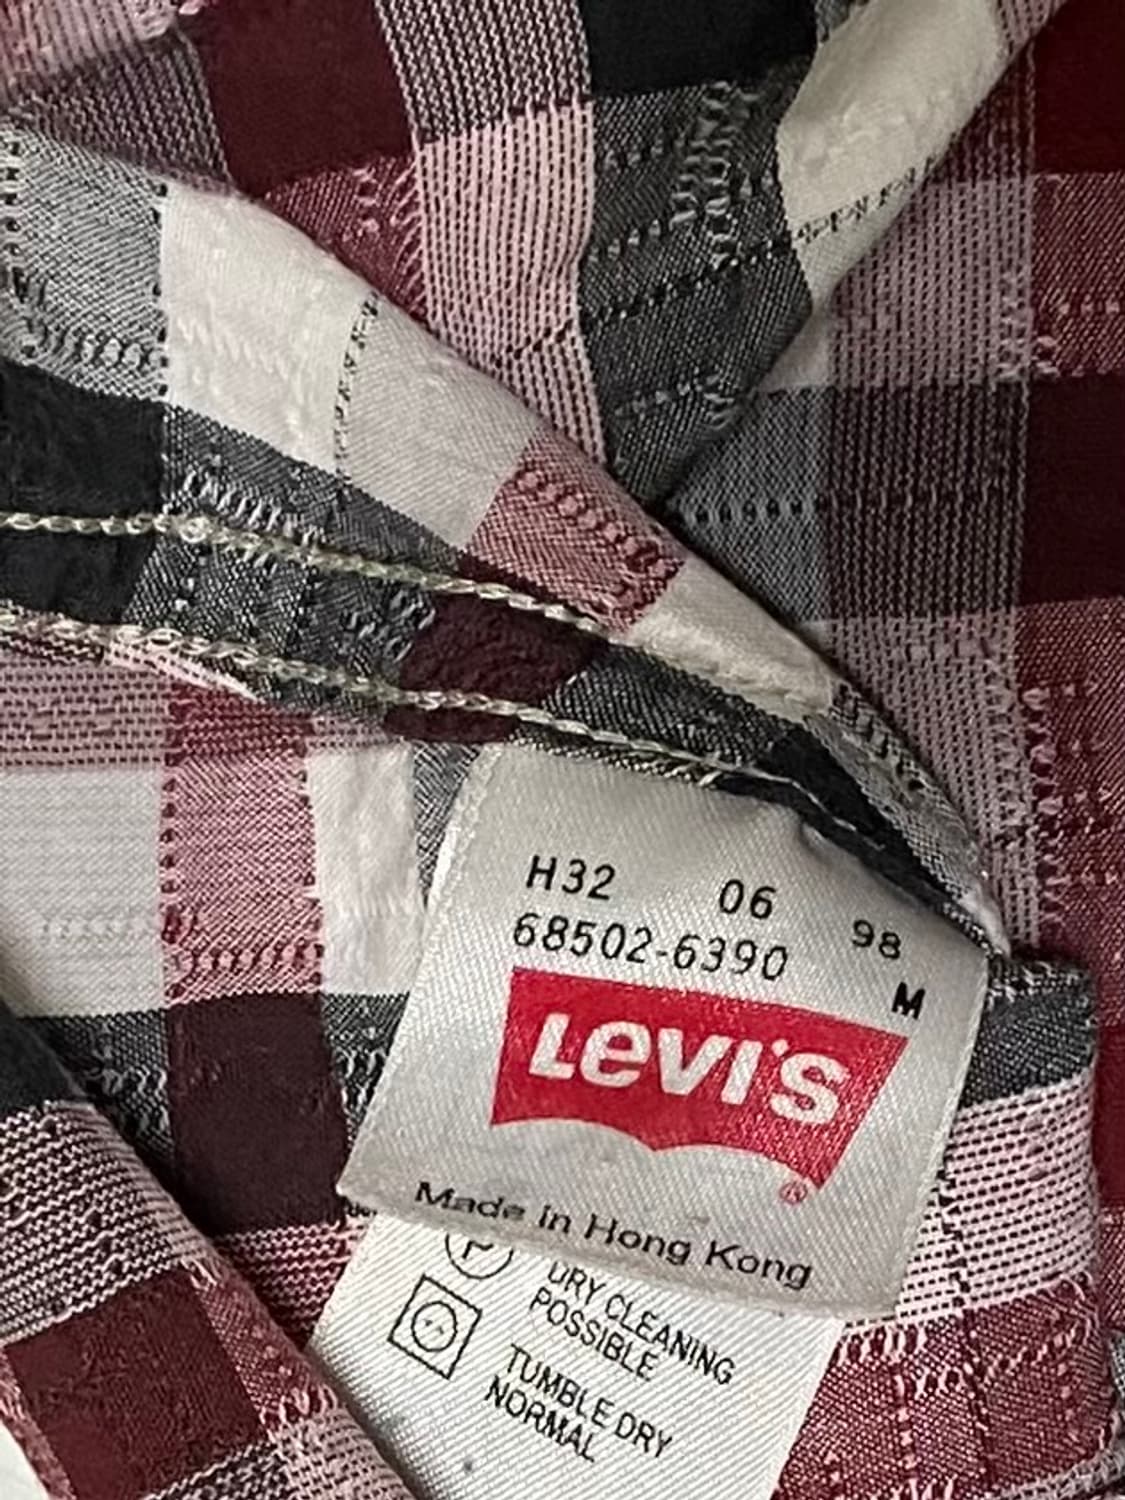 H32 06 98
68502-6390 M
LEVI'S
®
Made in Hong Kong
P
DRY CLEANING
POSSIBLE
TUMBLE DRY
NORMAL